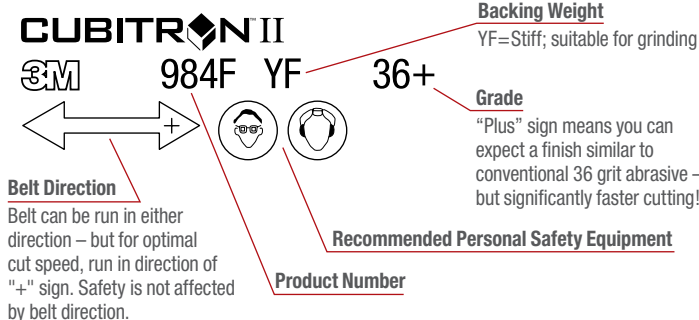 CUBITRON II
3M 984F YF 36+
+
Backing Weight
YF=Stiff; suitable for grinding
Grade
“Plus” sign means you can
expect a finish similar to
conventional 36 grit abrasive –
but significantly faster cutting!
Belt Direction
Belt can be run in either
direction – but for optimal
cut speed, run in direction of
"+" sign. Safety is not affected
by belt direction.
Recommended Personal Safety Equipment
Product Number